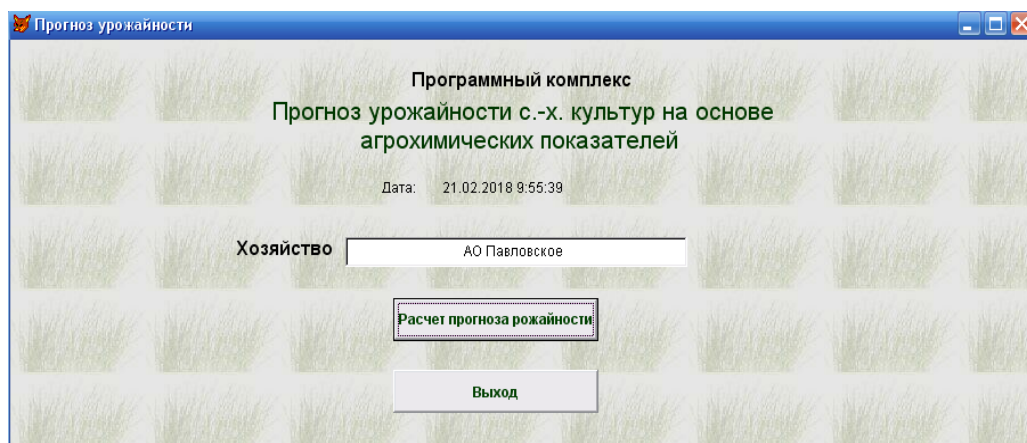 Прогноз урожайности
Программный комплекс
Прогноз урожайности с.-х. культур на основе
агрохимических показателей
Дата: 21.02.2018 9:55:39
Хозяйство АО Павловское
Расчет прогноза рожайности
Выход